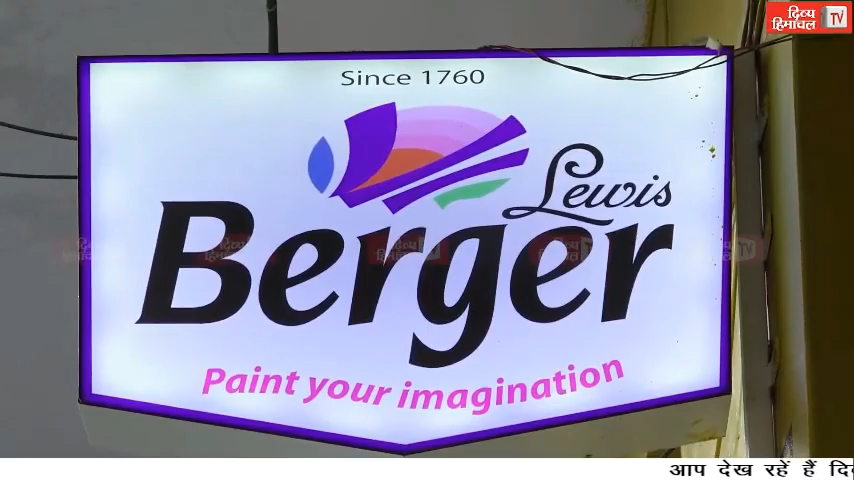 दिव्य
हिमाचल TV
Since 1760
Lewis
Berger
Paint your imagination
आप देख रहें हैं